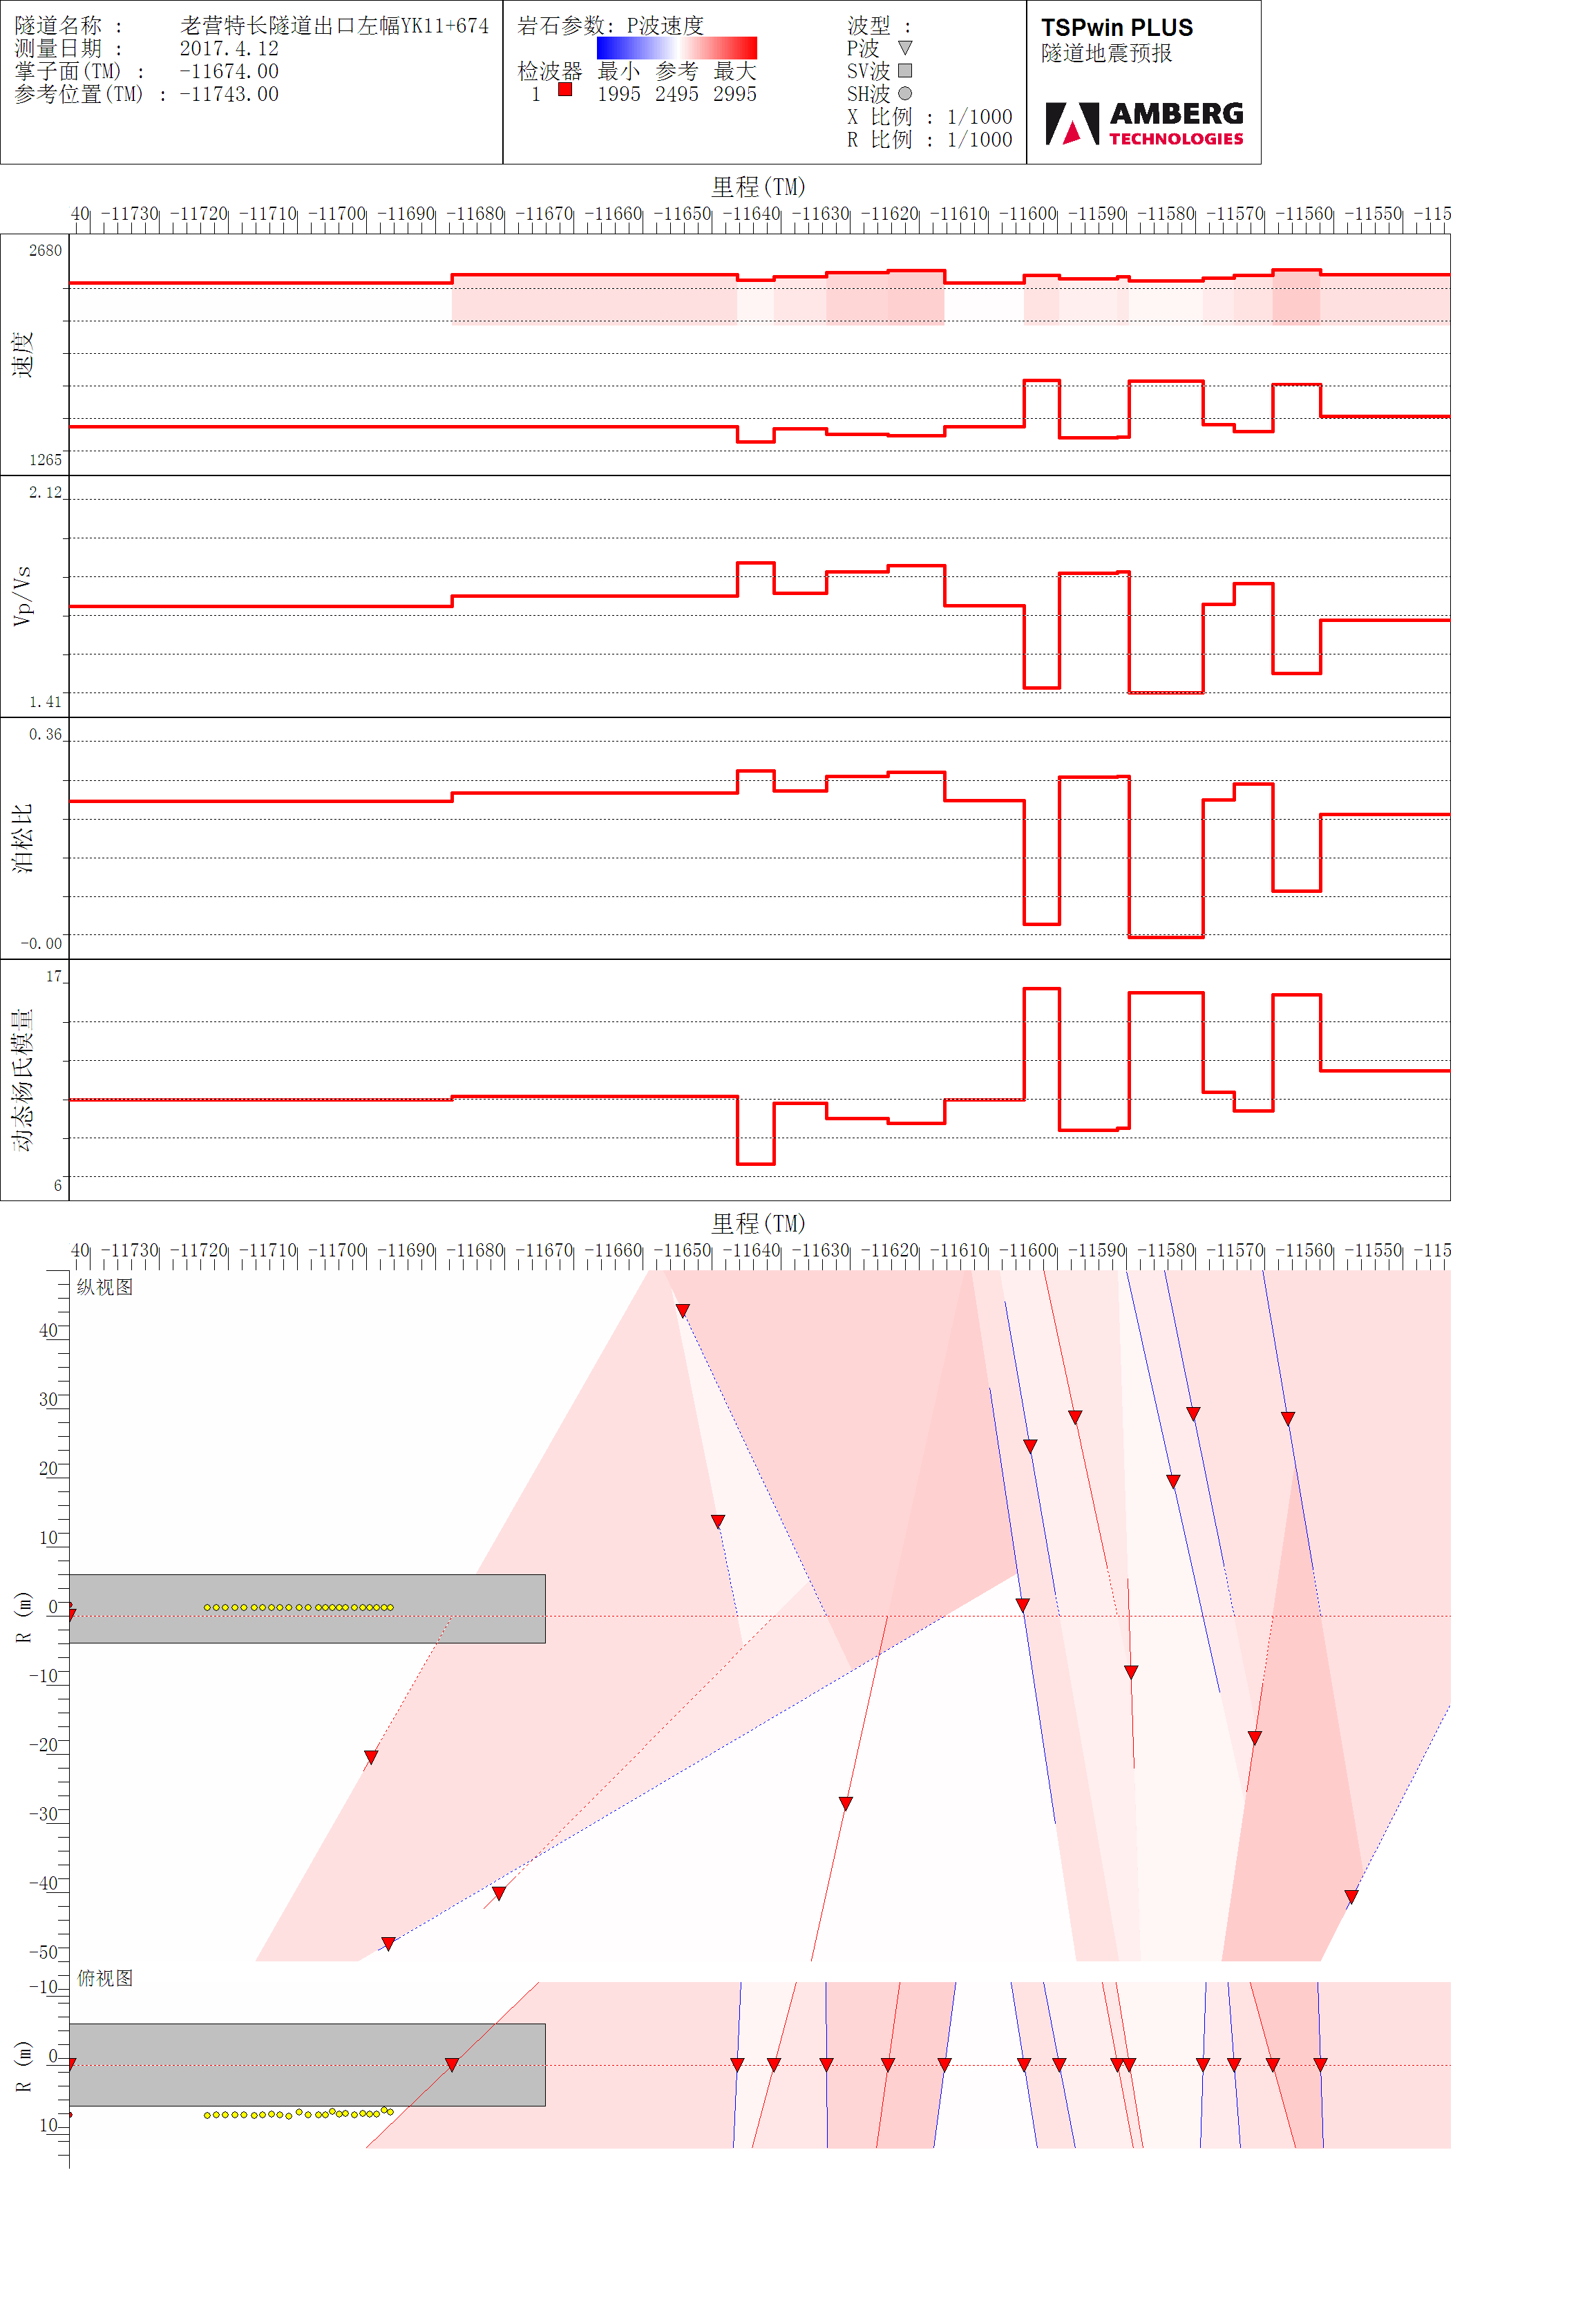 隧道名称 : 老营特长隧道出口左幅YK11+674
测量日期 : 2017.4.12
掌子面(TM) : -11674.00
参考位置(TM) : -11743.00
岩石参数: P波速度
检波器 最小 参考 最大
1 1995 2495 2995
波型 :
P波
SV波
SH波
X 比例 : 1/1000
R 比例 : 1/1000
TSPwin PLUS
隧道地震预报
AMBERG
TECHNOLOGIES
里程(TM)
40 -11730 -11720 -11710 -11700 -11690 -11680 -11670 -11660 -11650 -11640 -11630 -11620 -11610 -11600 -11590 -11580 -11570 -11560 -11550 -115
2680
速度
1265
2.12
Vp/Vs
1.41
0.36
泊松比
-0.00
17
动态杨氏模量
6
里程(TM)
40 -11730 -11720 -11710 -11700 -11690 -11680 -11670 -11660 -11650 -11640 -11630 -11620 -11610 -11600 -11590 -11580 -11570 -11560 -11550 -115
纵视图
40
30
20
10
0
R (m)
-10
-20
-30
-40
-50
俯视图
-10
0
R (m)
10